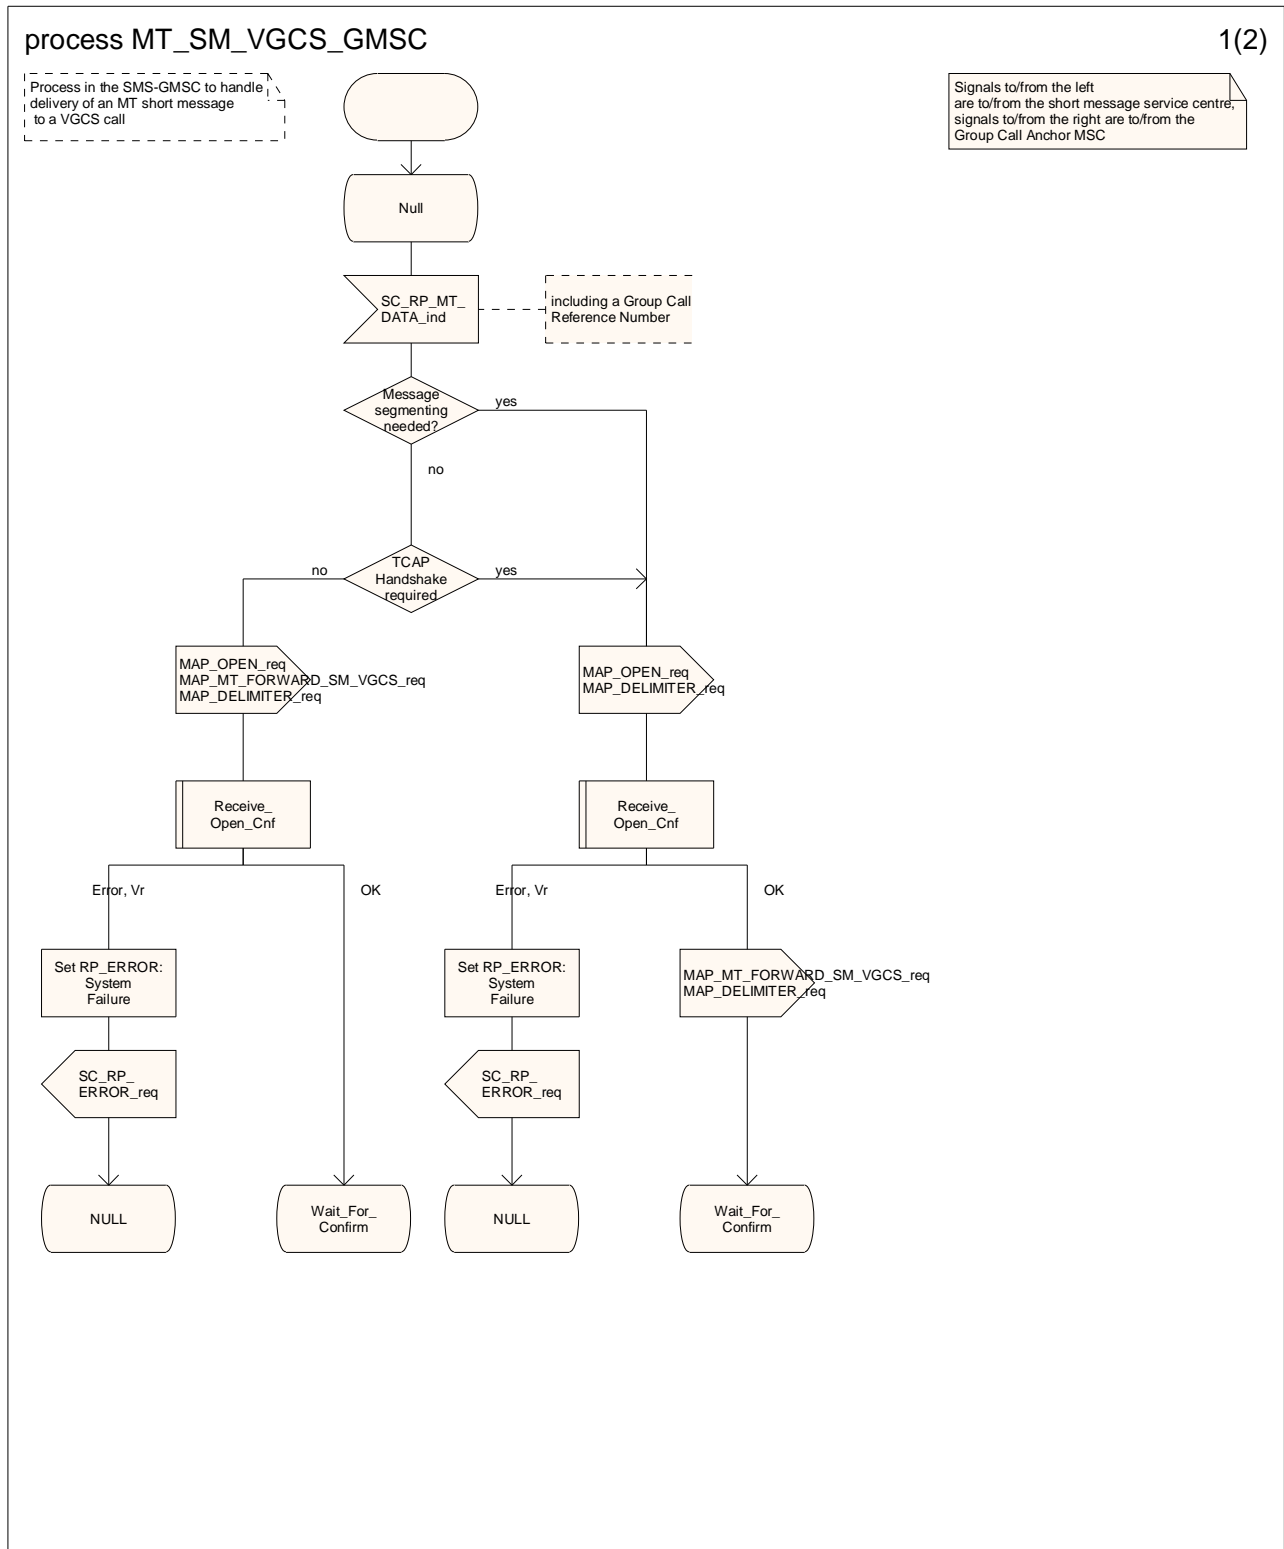 process MT_SM_VGCS_GMSC
1(2)
Process in the SMS-GMSC to handle
delivery of an MT short message
to a VGCS call
Signals to/from the left
are to/from the short message service centre,
signals to/from the right are to/from the
Group Call Anchor MSC
Null
SC_RP_MT_
DATA_ind
including a Group Call
Reference Number
Message
segmenting
needed?
yes
no
TCAP
Handshake
required
no
yes
MAP_OPEN_req
MAP_MT_FORWARD_SM_VGCS_req
MAP_DELIMITER_req
MAP_OPEN_req
MAP_DELIMITER_req
Receive_
Open_Cnf
Receive_
Open_Cnf
Error, Vr
OK
Error, Vr
OK
Set RP_ERROR:
System
Failure
Set RP_ERROR:
System
Failure
MAP_MT_FORWARD_SM_VGCS_req
MAP_DELIMITER_req
SC_RP_
ERROR_req
SC_RP_
ERROR_req
NULL
Wait_For_
Confirm
NULL
Wait_For_
Confirm